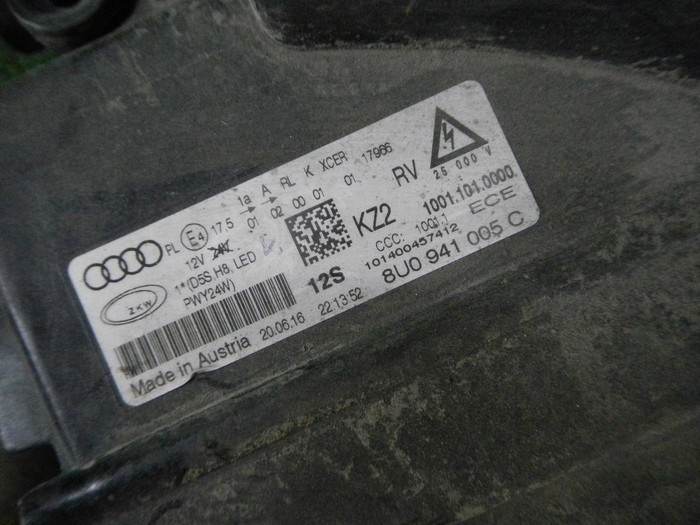 1a A RL K XCER 17966
PL E4 17.5 → → →
01 02 00 01 01
12V 24V
1*(D5S,H8, LED
PWY24W)
ZKW
KZ2
RV
25 000 V
1001.101.0000
ECE
CCC: 1001.1
101400457412
12S
8U0 941 005 C
Made in Austria 20.06.16 22:13:52